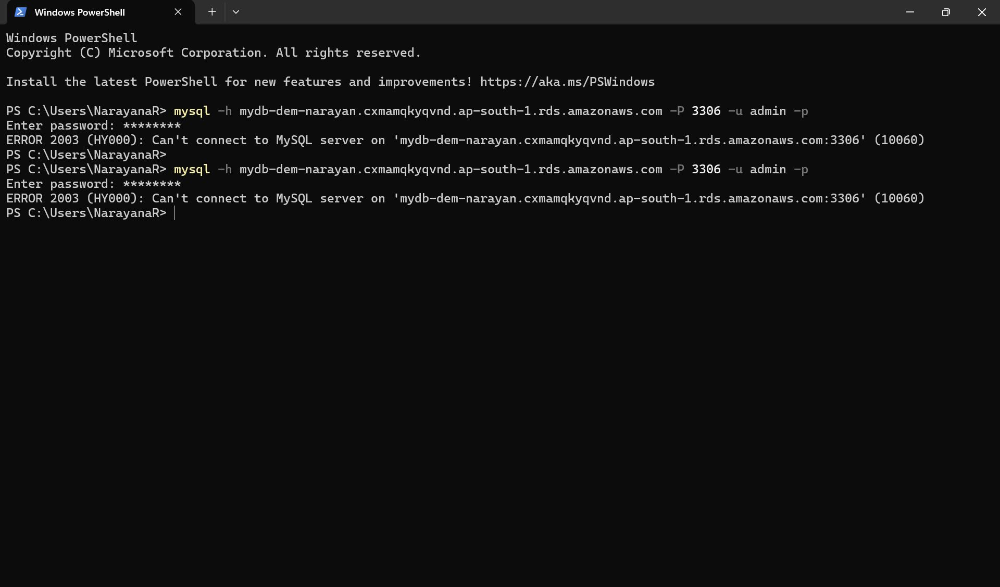 Windows PowerShell
Windows PowerShell
Copyright (C) Microsoft Corporation. All rights reserved.
Install the latest PowerShell for new features and improvements! https://aka.ms/PSWindows
PS C:\Users\NarayanaR> mysql -h mydb-dem-narayan.cxmamqkyqvnd.ap-south-1.rds.amazonaws.com -P 3306 -u admin -p
Enter password: ********
ERROR 2003 (HY000): Can't connect to MySQL server on 'mydb-dem-narayan.cxmamqkyqvnd.ap-south-1.rds.amazonaws.com:3306' (10060)
PS C:\Users\NarayanaR>
PS C:\Users\NarayanaR> mysql -h mydb-dem-narayan.cxmamqkyqvnd.ap-south-1.rds.amazonaws.com -P 3306 -u admin -p
Enter password: ********
ERROR 2003 (HY000): Can't connect to MySQL server on 'mydb-dem-narayan.cxmamqkyqvnd.ap-south-1.rds.amazonaws.com:3306' (10060)
PS C:\Users\NarayanaR>